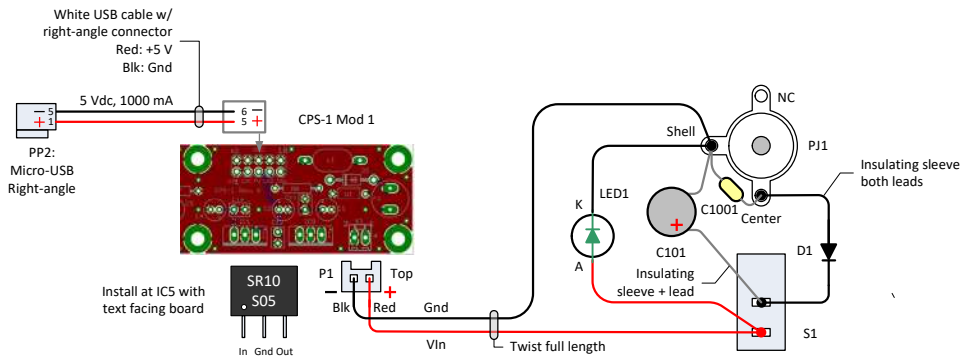 White USB cable w/
right-angle connector
Red: +5 V
Blk: Gnd
5 Vdc, 1000 mA
− 5
+ 1
6 −
5 +
PP2:
Micro-USB
Right-angle
CPS-1 Mod 1
Install at IC5 with
text facing board
SR10
S05
In Gnd Out
P1
Top
− +
Blk
Red
Gnd
VIn
Twist full length
K
LED1
A
Shell
NC
PJ1
C1001
Center
C101
+
Insulating
sleeve + lead
Insulating sleeve
both leads
D1
S1